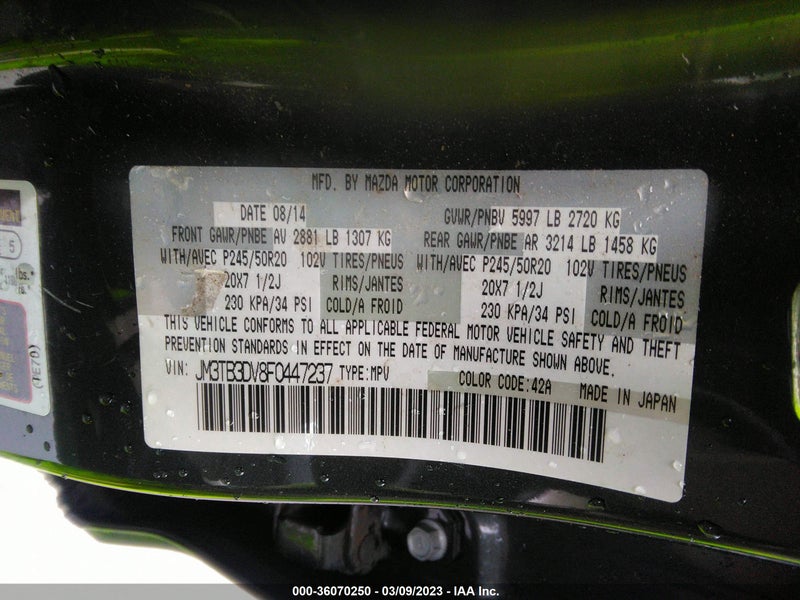 MFD. BY MAZDA MOTOR CORPORATION
DATE 08/14 GVWR/PNBV 5997 LB 2720 KG
FRONT GAWR/PNBE AV 2881 LB 1307 KG REAR GAWR/PNBE AR 3214 LB 1458 KG
WITH/AVEC P245/50R20 102V TIRES/PNEUS WITH/AVEC P245/50R20 102V TIRES/PNEUS
20X7 1/2J RIMS/JANTES 20X7 1/2J RIMS/JANTES
230 KPA/34 PSI COLD/A FROID 230 KPA/34 PSI COLD/A FROID
THIS VEHICLE CONFORMS TO ALL APPLICABLE FEDERAL MOTOR VEHICLE SAFETY AND THEFT
PREVENTION STANDARDS IN EFFECT ON THE DATE OF MANUFACTURE SHOWN ABOVE.
VIN: JM3TB3DV8F0447237 TYPE:MPV COLOR CODE:42A MADE IN JAPAN
5
lbs.
(TE70)
000-36070250 - 03/09/2023 - IAA Inc.